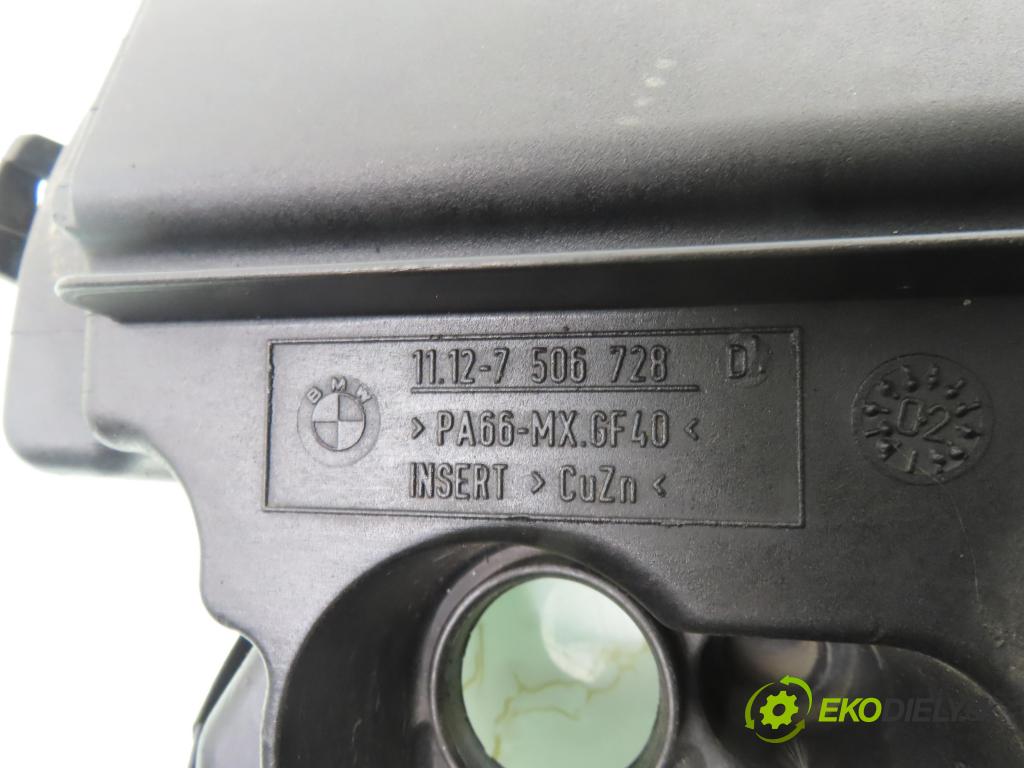 11.12-7 506 728 D
BMW
>PA66-MX.GF40<
INSERT >CuZn<
02
EKODIELY